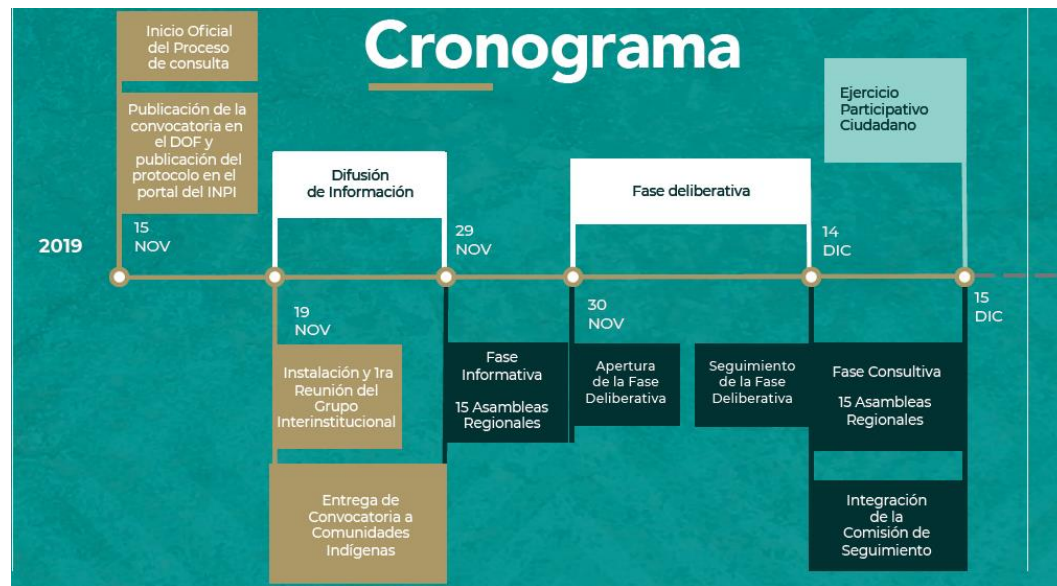 Cronograma
Inicio Oficial
del Proceso
de consulta
Publicación de la
convocatoria en
el DOF y
publicación del
protocolo en el
portal del INPI
Difusión
de Información
Fase deliberativa
Ejercicio
Participativo
Ciudadano
2019
15
NOV
19
NOV
29
NOV
30
NOV
14
DIC
15
DIC
Instalación y 1ra
Reunión del
Grupo
Interinstitucional
Entrega de
Convocatoria a
Comunidades
Indígenas
Fase
Informativa
15 Asambleas
Regionales
Apertura
de la Fase
Deliberativa
Seguimiento
de la Fase
Deliberativa
Fase Consultiva
15 Asambleas
Regionales
Integración
de la
Comisión de
Seguimiento